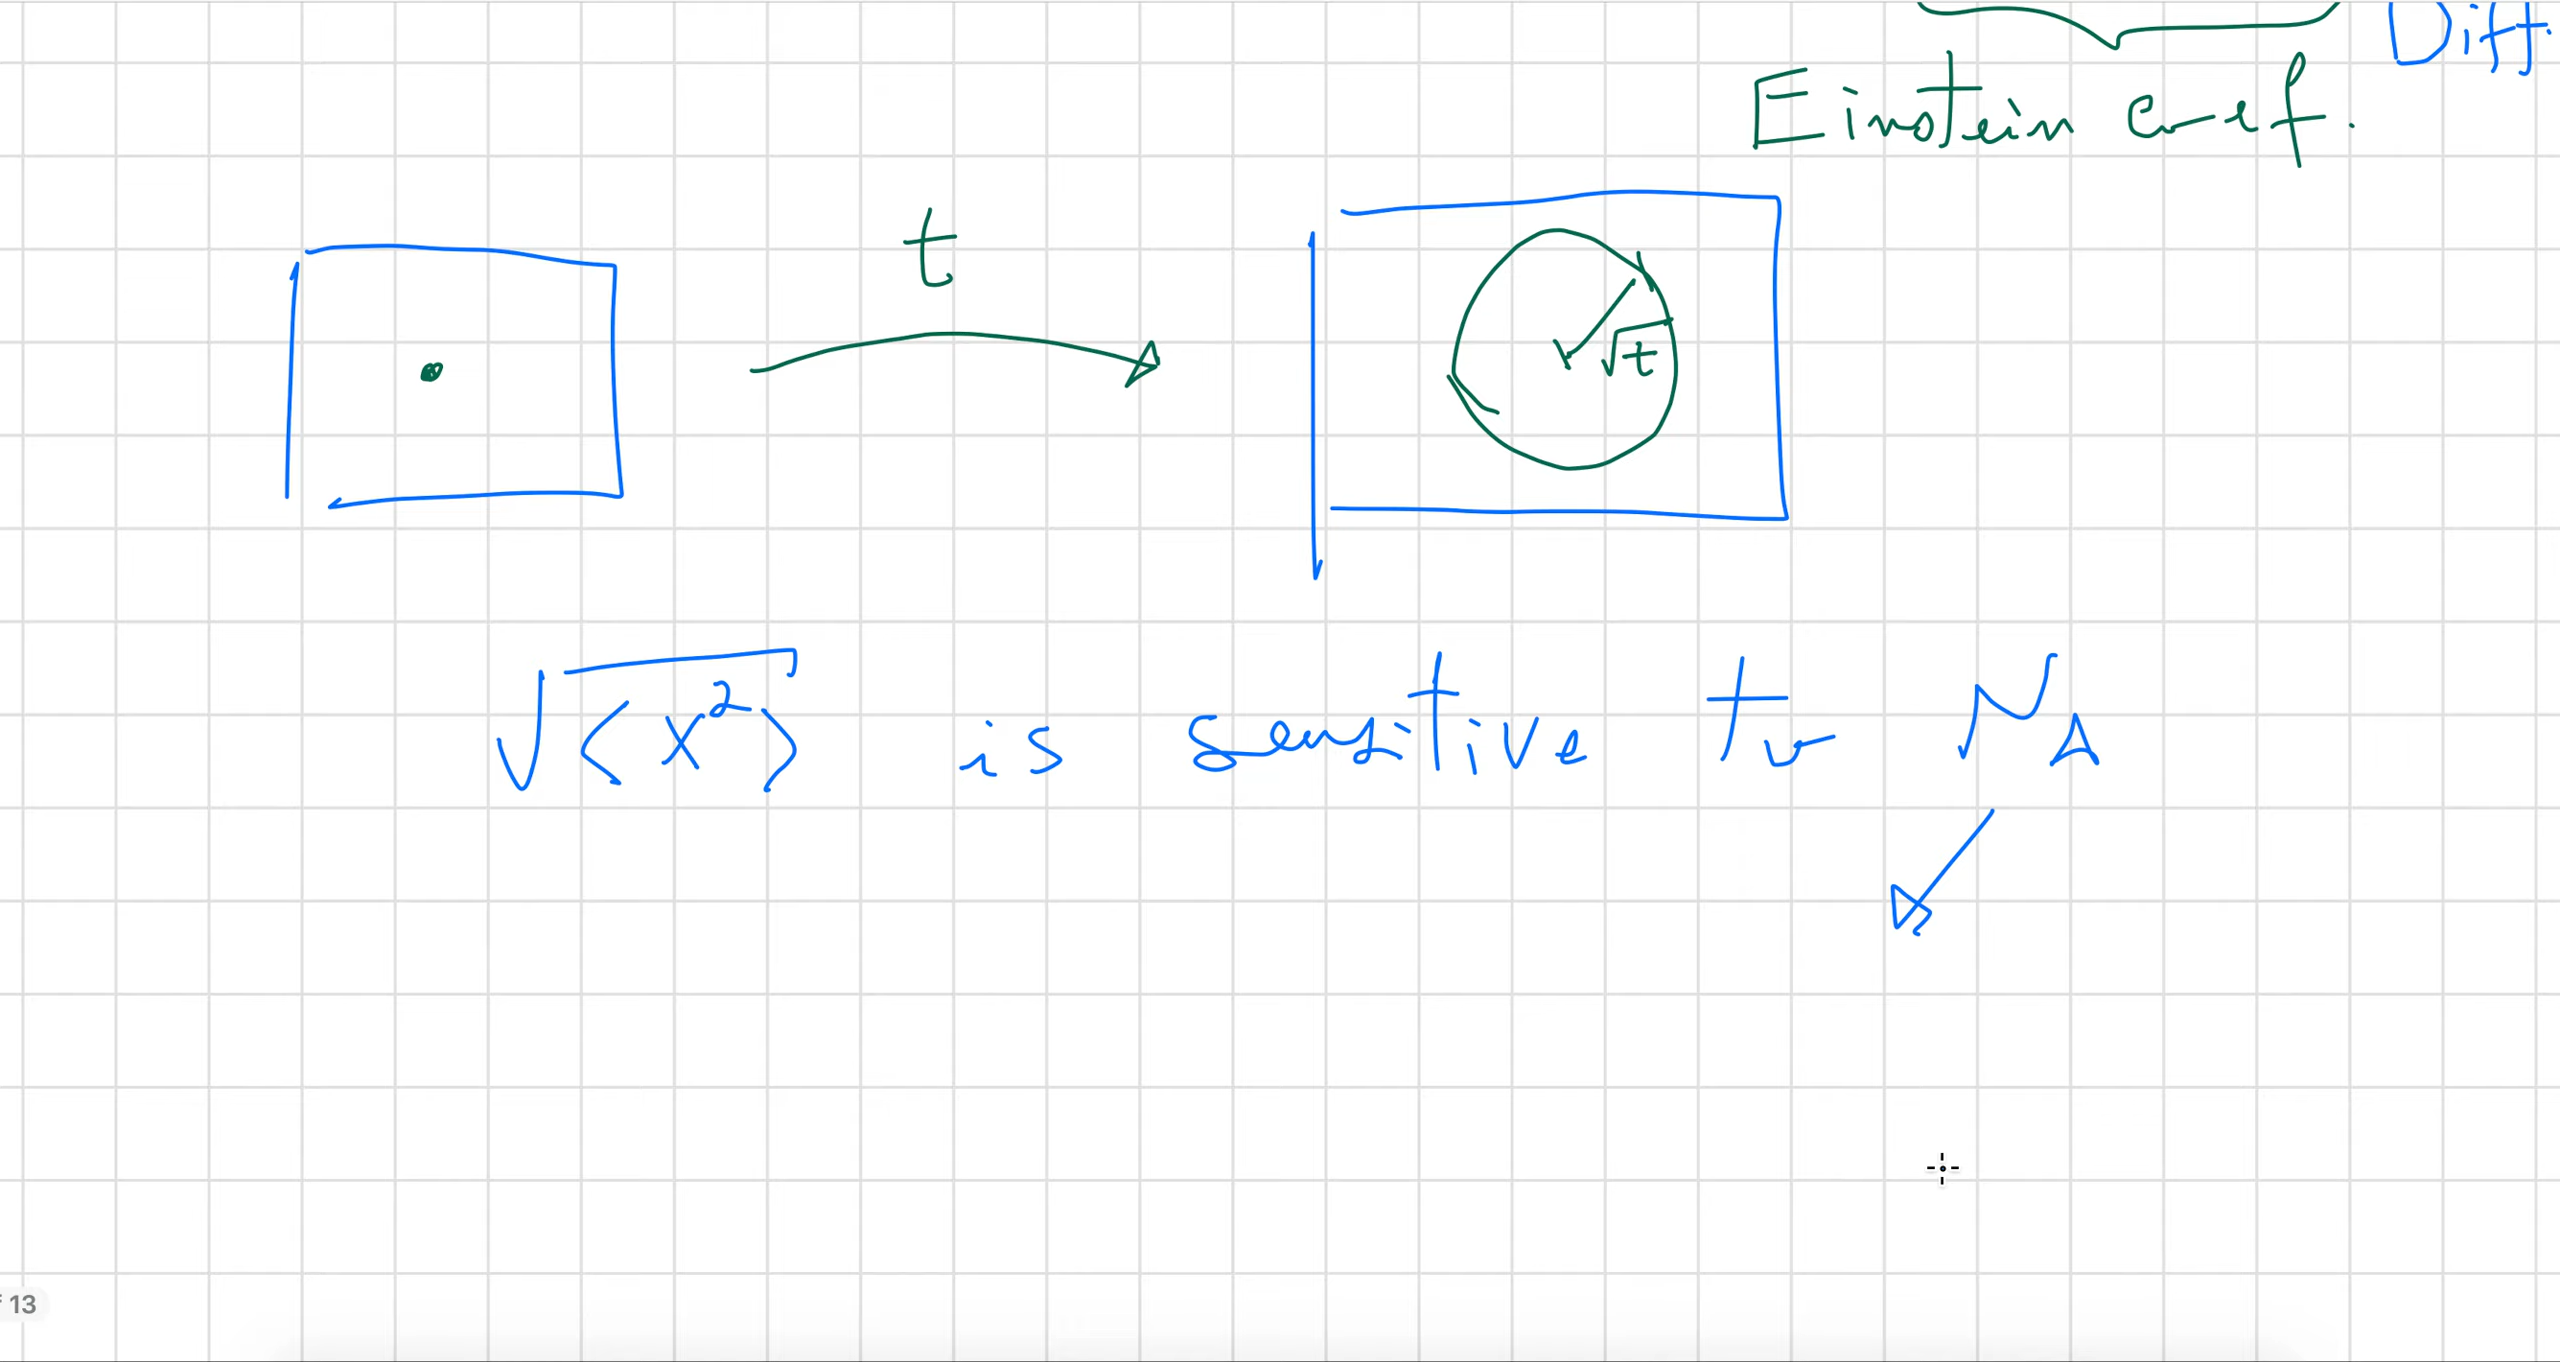 Diff.
Einstein coef.
t
√t
√⟨x²⟩ is sensitive to N_A
13